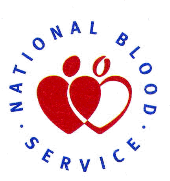 · NATIONAL BLOOD ·
SERVICE